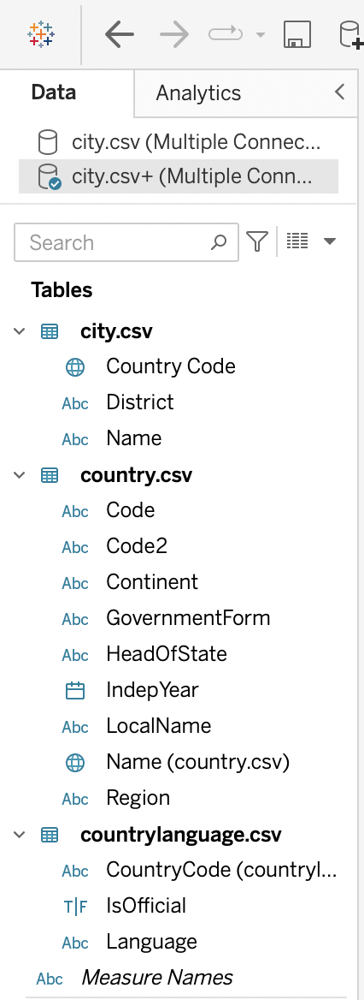 Data
Analytics
city.csv (Multiple Connec...
city.csv+ (Multiple Conn...
Search
Tables
city.csv
Country Code
Abc District
Abc Name
country.csv
Abc Code
Abc Code2
Abc Continent
Abc GovernmentForm
Abc HeadOfState
IndepYear
Abc LocalName
Name (country.csv)
Abc Region
countrylanguage.csv
Abc CountryCode (countryl...
T|F IsOfficial
Abc Language
Abc Measure Names